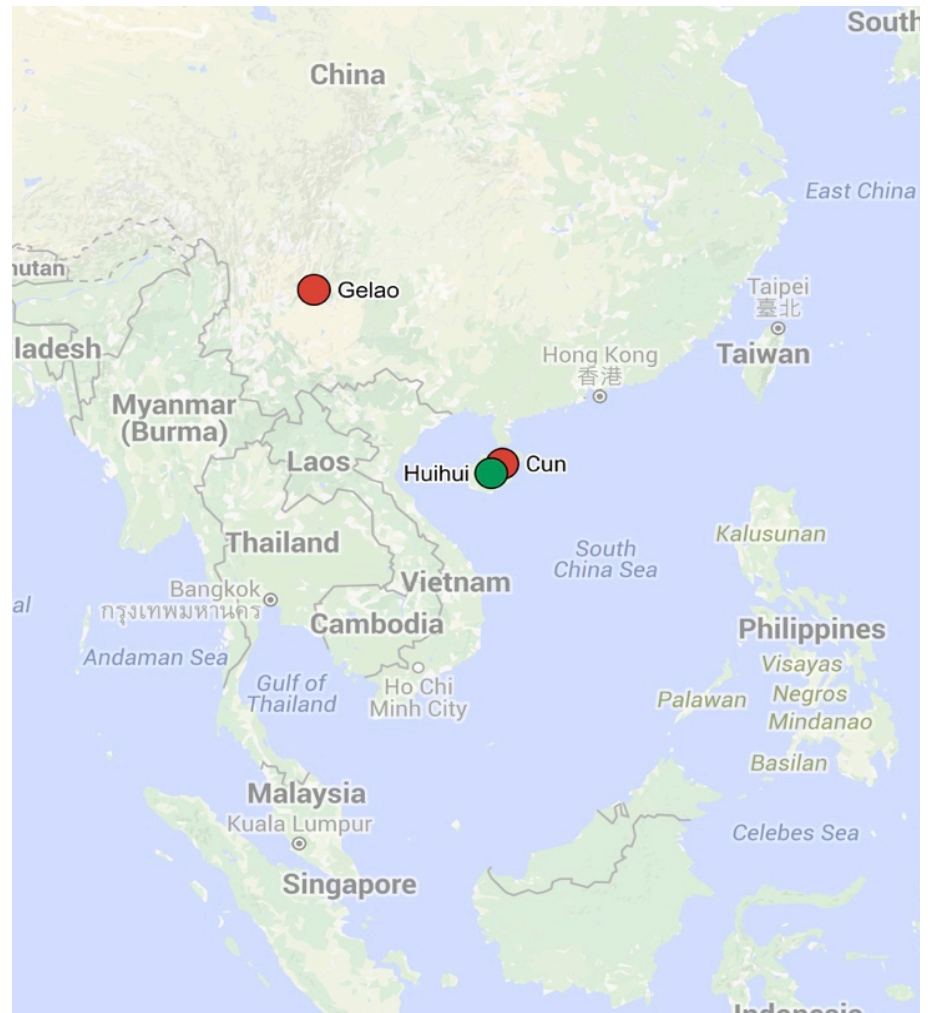 South
China
East China
hutan
Gelao
Taipei
臺北
ladesh
Hong Kong
香港
Taiwan
Myanmar
(Burma)
Laos
Huihui
Cun
Thailand
South
China Sea
Kalusunan
Bangkok
กรุงเทพมหานคร
Vietnam
al
Cambodia
Philippines
Andaman Sea
Visayas
Gulf of
Thailand
Ho Chi
Minh City
Palawan
Negros
Mindanao
Basilan
Malaysia
Kuala Lumpur
Celebes Sea
Singapore
Indonesia